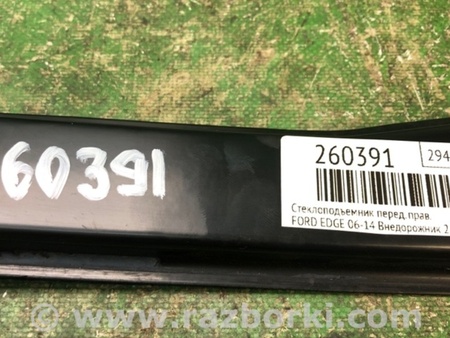 60391
260391
294
Стеклоподъемник перед.прав.
FORD EDGE 06-14 Внедорожник 2
© www.razborki.com